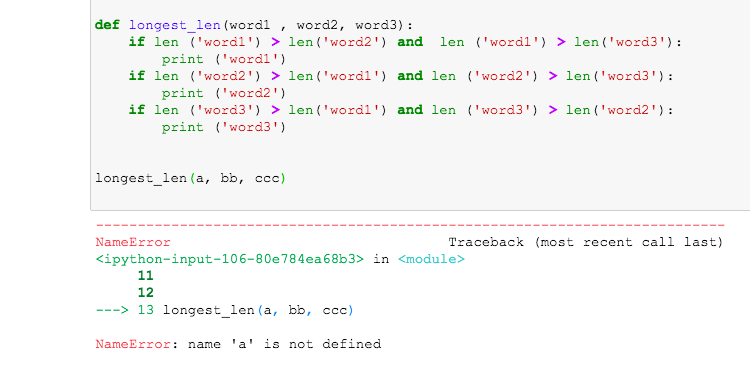 def longest_len(word1 , word2, word3):
    if len ('word1') > len('word2') and  len ('word1') > len('word3'):
        print ('word1')
    if len ('word2') > len('word1') and len ('word2') > len('word3'):
        print ('word2')
    if len ('word3') > len('word1') and len ('word3') > len('word2'):
        print ('word3')
longest_len(a, bb, ccc)
---------------------------------------------------------------------------
NameError                                 Traceback (most recent call last)
<ipython-input-106-80e784ea68b3> in <module>
     11
     12
---> 13 longest_len(a, bb, ccc)
NameError: name 'a' is not defined